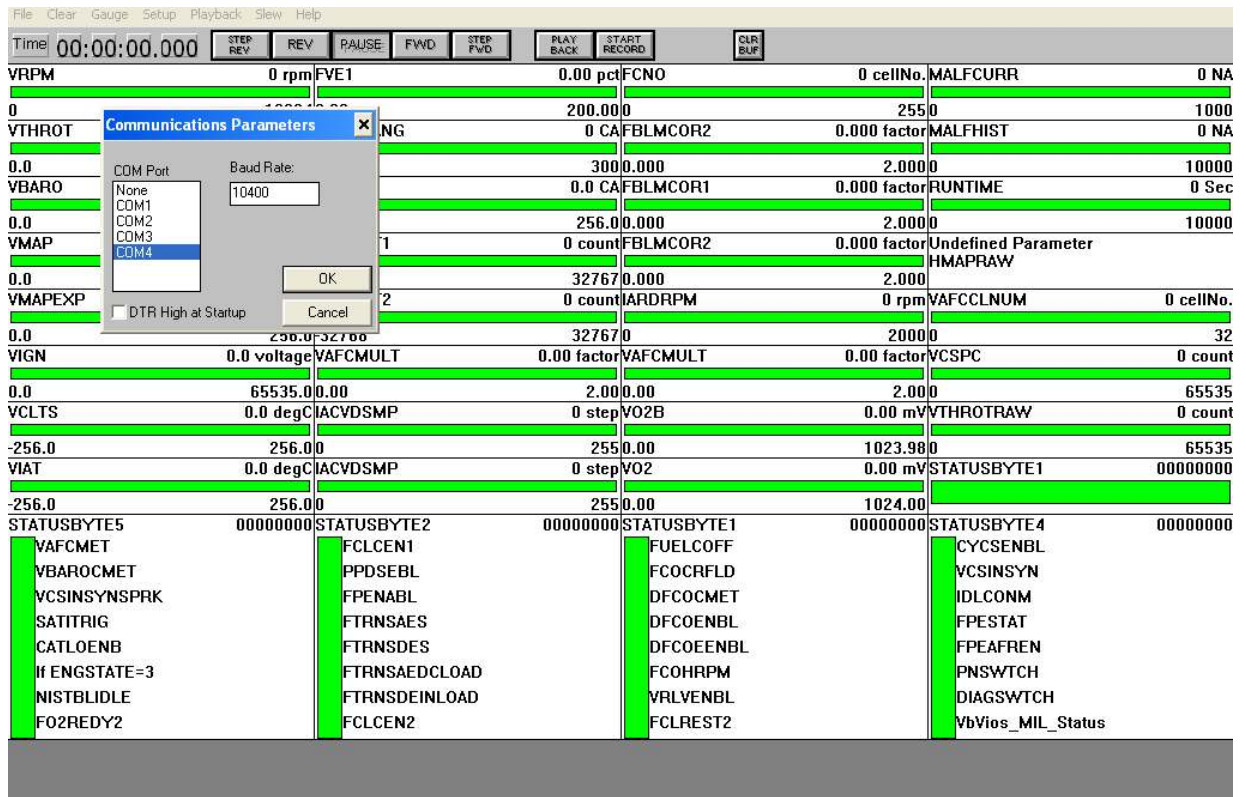 File Clear Gauge Setup Playback Slew Help
Time 00:00:00.000 STEP REV REV PAUSE FWD STEP FWD PLAY BACK START RECORD CLR BUF
VRPM 0 rpm FVE1 0.00 pct FCNO 0 cellNo. MALFCURR 0 NA
0 200.00 0 255 0 1000
VTHROT NG 0 CA FBLMCOR2 0.000 factor MALFHIST 0 NA
0.0 300 0.000 2.000 0 10000
VBARO 0.0 CA FBLMCOR1 0.000 factor RUNTIME 0 Sec
0.0 256.0 0.000 2.000 0 10000
VMAP 1 0 count FBLMCOR2 0.000 factor Undefined Parameter
HMAPRAW
0.0 32767 0.000 2.000
VMAPEXP 2 0 count IARDRPM 0 rpm VAFCCLNUM 0 cellNo.
0.0 256.0 -32768 32767 0 2000 0 32
VIGN 0.0 voltage VAFCMULT 0.00 factor VAFCMULT 0.00 factor VCSPC 0 count
0.0 65535.0 0.00 2.00 0.00 2.00 0 65535
VCLTS 0.0 degC IACVDSMP 0 step VO2B 0.00 mV VTHROTRAW 0 count
-256.0 256.0 0 255 0.00 1023.98 0 65535
VIAT 0.0 degC IACVDSMP 0 step VO2 0.00 mV STATUSBYTE1 00000000
-256.0 256.0 0 255 0.00 1024.00
STATUSBYTE5 00000000 STATUSBYTE2 00000000 STATUSBYTE1 00000000 STATUSBYTE4 00000000
VAFCMET FCLCEN1 FUELCOFF CYCSENBL
VBAROCMET PPDSEBL FCOCRFLD VCSINSYN
VCSINSYNSPRK FPENABL DFCOCMET IDLCONM
SATITRIG FTRNSAES DFCOENBL FPESTAT
CATLOENB FTRNSDES DFCOEENBL FPEAFREN
If ENGSTATE=3 FTRNSAEDCLOAD FCOHRPM PNSWTCH
NISTBLIDLE FTRNSDEINLOAD VRLVENBL DIAGSWTCH
FO2REDY2 FCLCEN2 FCLREST2 VbVios_MIL_Status
Communications Parameters
COM Port Baud Rate:
None 10400
COM1
COM2
COM3
COM4
OK
DTR High at Startup Cancel